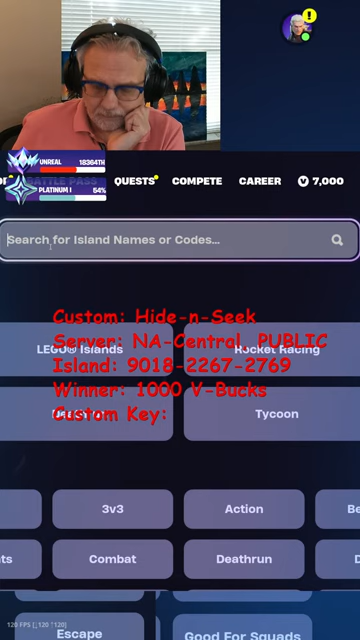 !
UNREAL 18364TH
PLATINUM I 64%
BATTLE PASS QUESTS COMPETE CAREER V 7,000
Search for Island Names or Codes...
Custom: Hide-n-Seek
LEGO® Islands Rocket Racing
Server: NA-Central, PUBLIC
Island: 9018-2267-2769
Winner: 1000 V-Bucks
Custom Key:
Tycoon
3v3 Action
Combat Deathrun
Escape Good For Squads
120 FPS